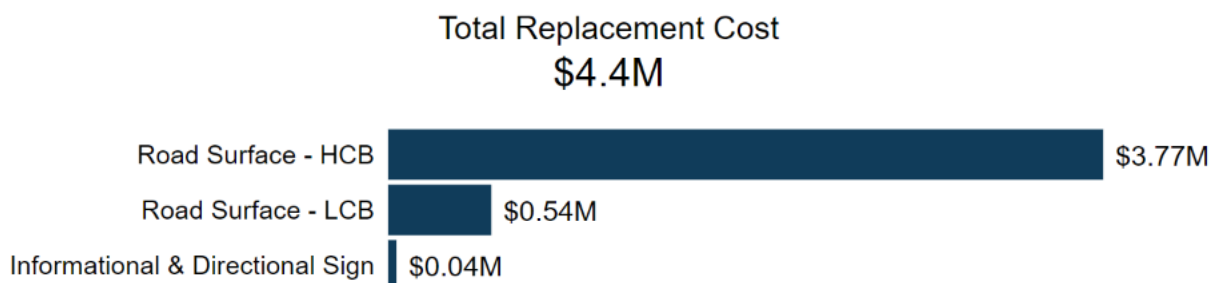 Total Replacement Cost
$4.4M
Road Surface - HCB $3.77M
Road Surface - LCB $0.54M
Informational & Directional Sign $0.04M